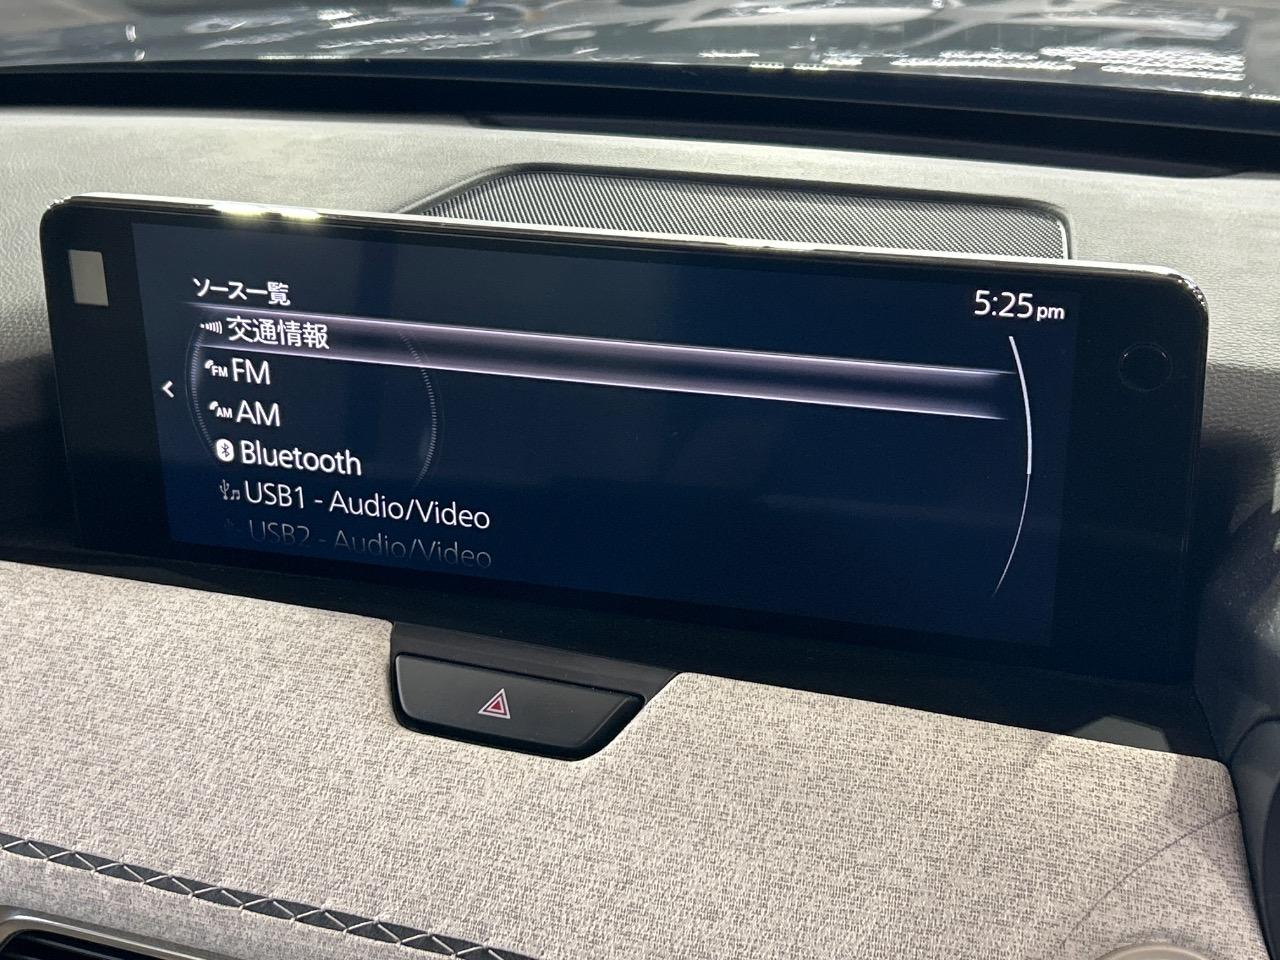 ソース一覧
5:25pm
交通情報
FM FM
AM AM
Bluetooth
USB1 - Audio/Video
USB2 - Audio/Video